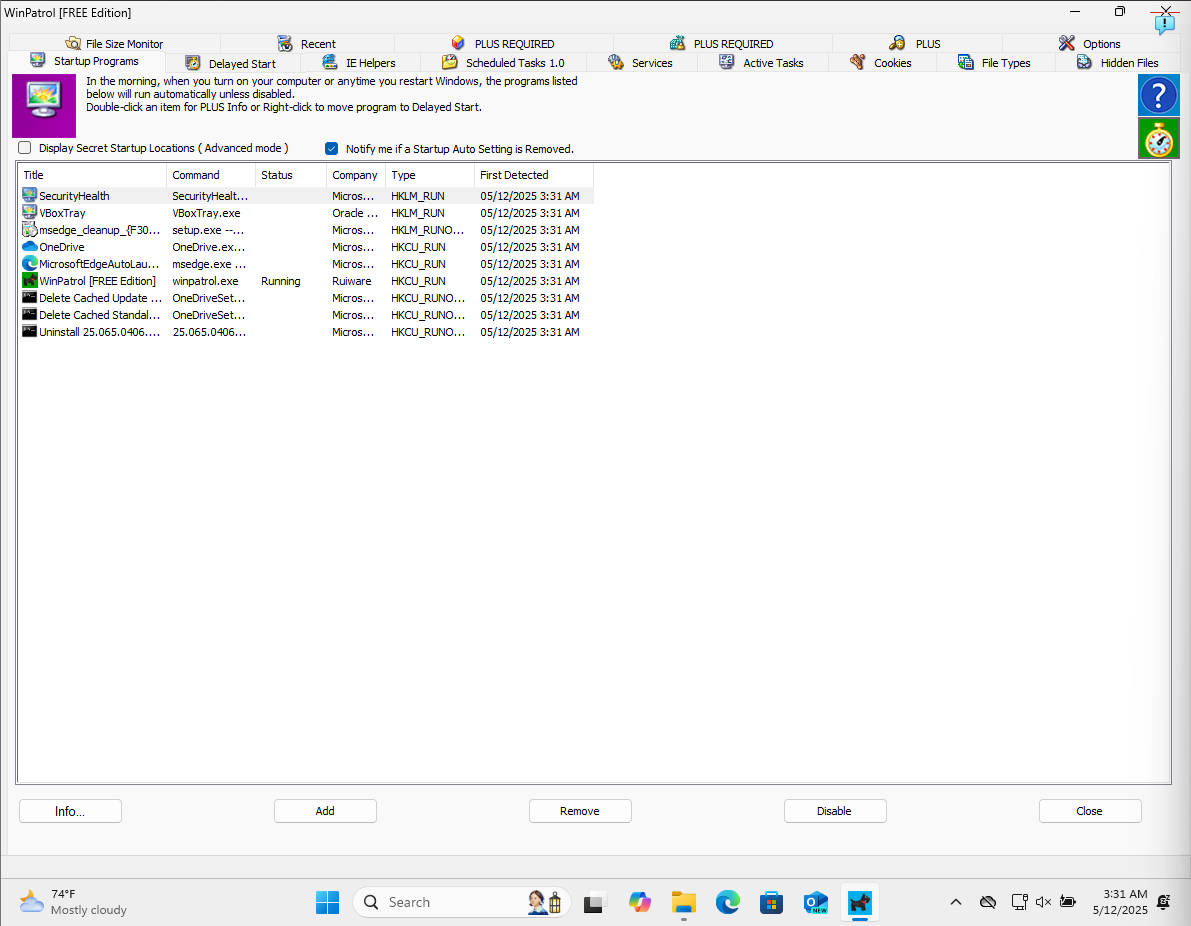 WinPatrol [FREE Edition]
File Size Monitor Recent PLUS REQUIRED PLUS REQUIRED PLUS Options
Startup Programs Delayed Start IE Helpers Scheduled Tasks 1.0 Services Active Tasks Cookies File Types Hidden Files
In the morning, when you turn on your computer or anytime you restart Windows, the programs listed
below will run automatically unless disabled.
Double-click an item for PLUS Info or Right-click to move program to Delayed Start.
Display Secret Startup Locations ( Advanced mode ) Notify me if a Startup Auto Setting is Removed.
Title Command Status Company Type First Detected
SecurityHealth SecurityHealt... Micros... HKLM_RUN 05/12/2025 3:31 AM
VBoxTray VBoxTray.exe Oracle ... HKLM_RUN 05/12/2025 3:31 AM
msedge_cleanup_{F30... setup.exe --... Micros... HKLM_RUNO... 05/12/2025 3:31 AM
OneDrive OneDrive.ex... Micros... HKCU_RUN 05/12/2025 3:31 AM
MicrosoftEdgeAutoLau... msedge.exe ... Micros... HKCU_RUN 05/12/2025 3:31 AM
WinPatrol [FREE Edition] winpatrol.exe Running Ruiware HKCU_RUN 05/12/2025 3:31 AM
Delete Cached Update ... OneDriveSet... Micros... HKCU_RUNO... 05/12/2025 3:31 AM
Delete Cached Standal... OneDriveSet... Micros... HKCU_RUNO... 05/12/2025 3:31 AM
Uninstall 25.065.0406.... 25.065.0406... Micros... HKCU_RUNO... 05/12/2025 3:31 AM
Info... Add Remove Disable Close
74°F
Mostly cloudy
Search
NEW
3:31 AM
5/12/2025